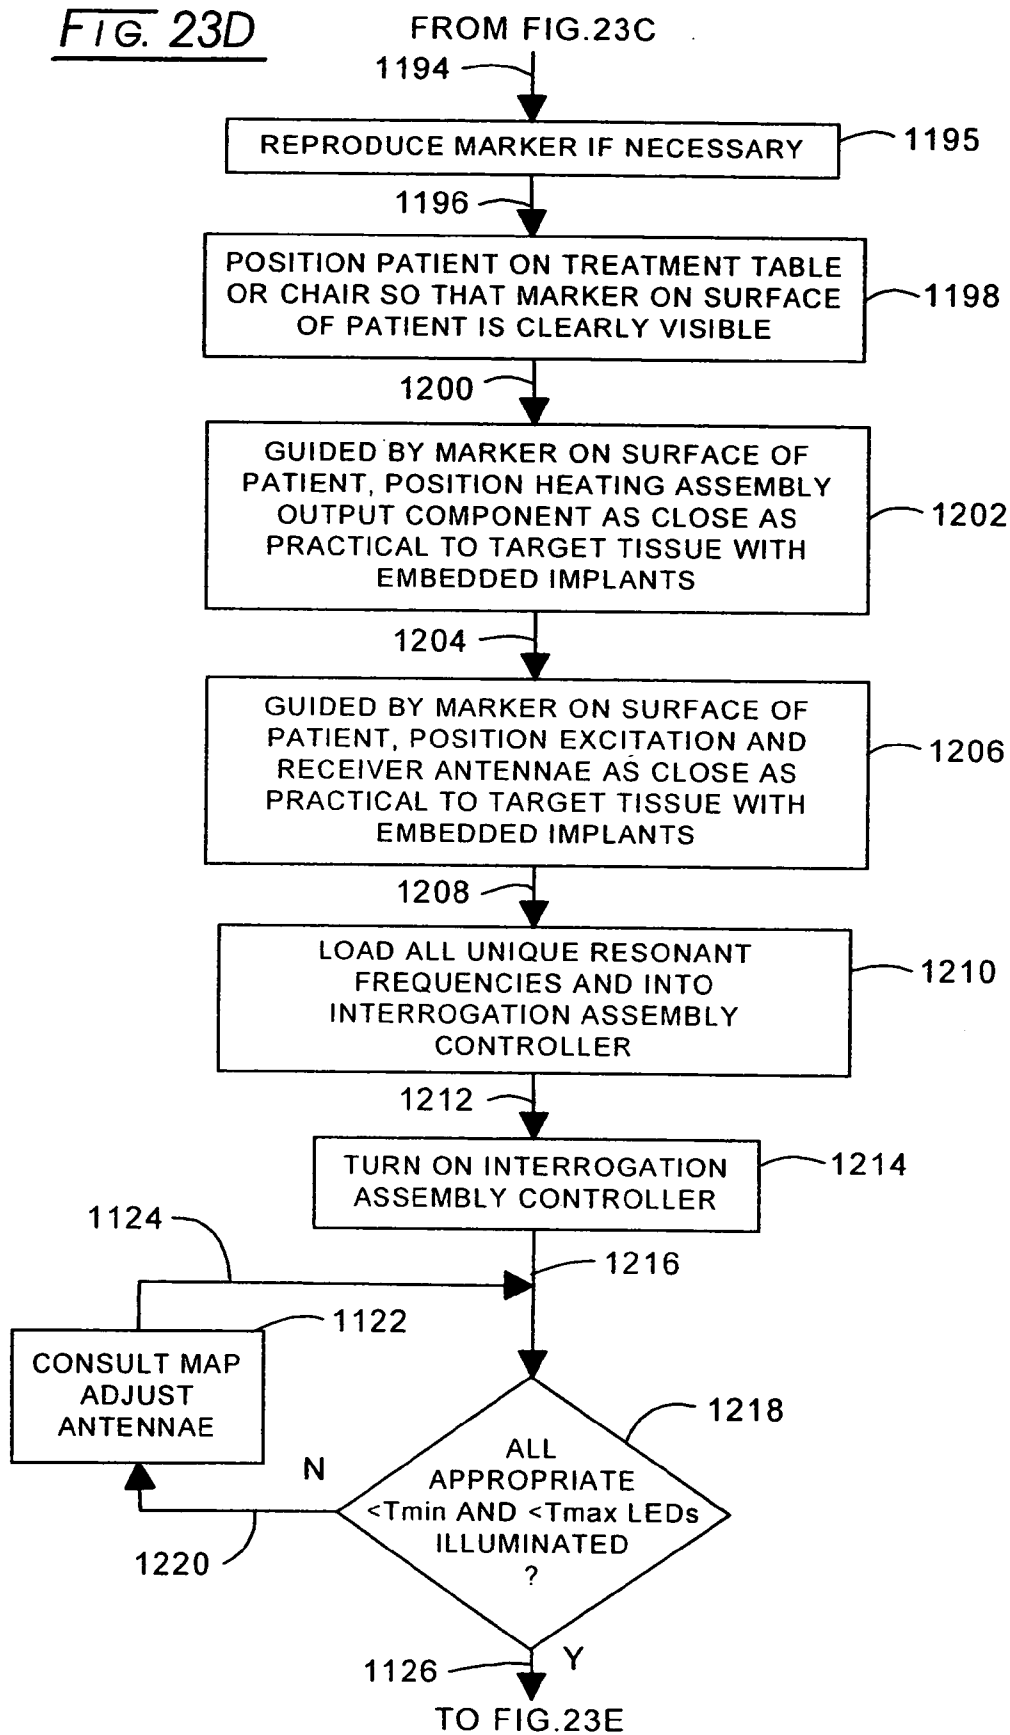 FIG. 23D
FROM FIG.23C
1194
REPRODUCE MARKER IF NECESSARY
1195
1196
POSITION PATIENT ON TREATMENT TABLE
OR CHAIR SO THAT MARKER ON SURFACE
OF PATIENT IS CLEARLY VISIBLE
1198
1200
GUIDED BY MARKER ON SURFACE OF
PATIENT, POSITION HEATING ASSEMBLY
OUTPUT COMPONENT AS CLOSE AS
PRACTICAL TO TARGET TISSUE WITH
EMBEDDED IMPLANTS
1202
1204
GUIDED BY MARKER ON SURFACE OF
PATIENT, POSITION EXCITATION AND
RECEIVER ANTENNAE AS CLOSE AS
PRACTICAL TO TARGET TISSUE WITH
EMBEDDED IMPLANTS
1206
1208
LOAD ALL UNIQUE RESONANT
FREQUENCIES AND INTO
INTERROGATION ASSEMBLY
CONTROLLER
1210
1212
TURN ON INTERROGATION
ASSEMBLY CONTROLLER
1214
1124
1216
1122
CONSULT MAP
ADJUST
ANTENNAE
1218
ALL
APPROPRIATE
<Tmin AND <Tmax LEDs
ILLUMINATED
?
N
1220
1126
Y
TO FIG.23E